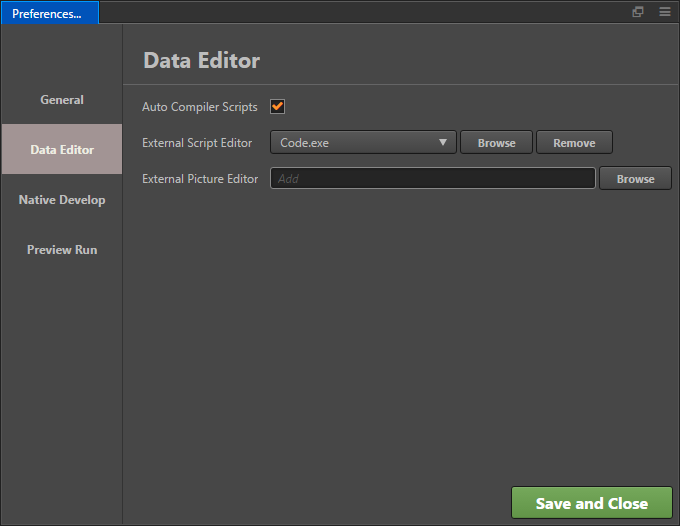 Preferences...
General
Data Editor
Native Develop
Preview Run
Data Editor
Auto Compiler Scripts
External Script Editor Code.exe Browse Remove
External Picture Editor Add Browse
Save and Close